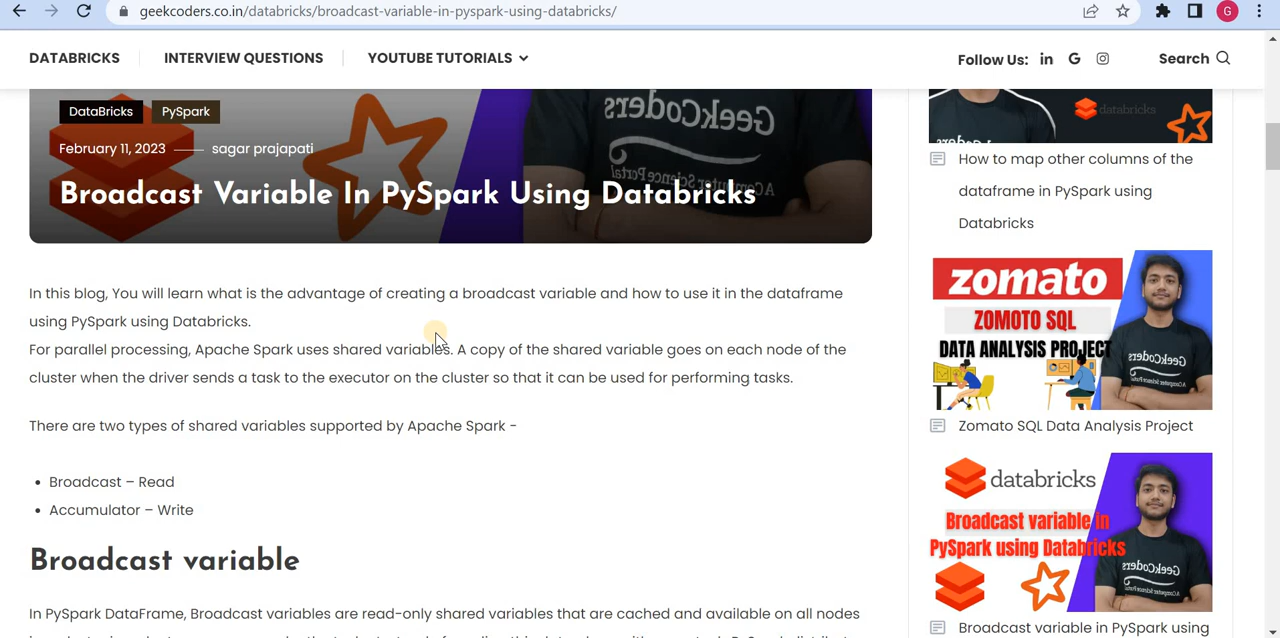 geekcoders.co.in/databricks/broadcast-variable-in-pyspark-using-databricks/
G
DATABRICKS
INTERVIEW QUESTIONS
YOUTUBE TUTORIALS
Follow Us:
Search
DataBricks
PySpark
February 11, 2023
sagar prajapati
GeekCoders
A Computer Science Portal
Broadcast Variable In PySpark Using Databricks
In this blog, You will learn what is the advantage of creating a broadcast variable and how to use it in the dataframe
using PySpark using Databricks.
For parallel processing, Apache Spark uses shared variables. A copy of the shared variable goes on each node of the
cluster when the driver sends a task to the executor on the cluster so that it can be used for performing tasks.
There are two types of shared variables supported by Apache Spark -
• Broadcast – Read
• Accumulator – Write
Broadcast variable
In PySpark DataFrame, Broadcast variables are read-only shared variables that are cached and available on all nodes
databricks
How to map other columns of the
dataframe in PySpark using
Databricks
zomato
ZOMOTO SQL
DATA ANALYSIS PROJECT
GeekCoders
Zomato SQL Data Analysis Project
databricks
Broadcast variable in
PySpark using Databricks
GeekCoders
Broadcast variable in PySpark using